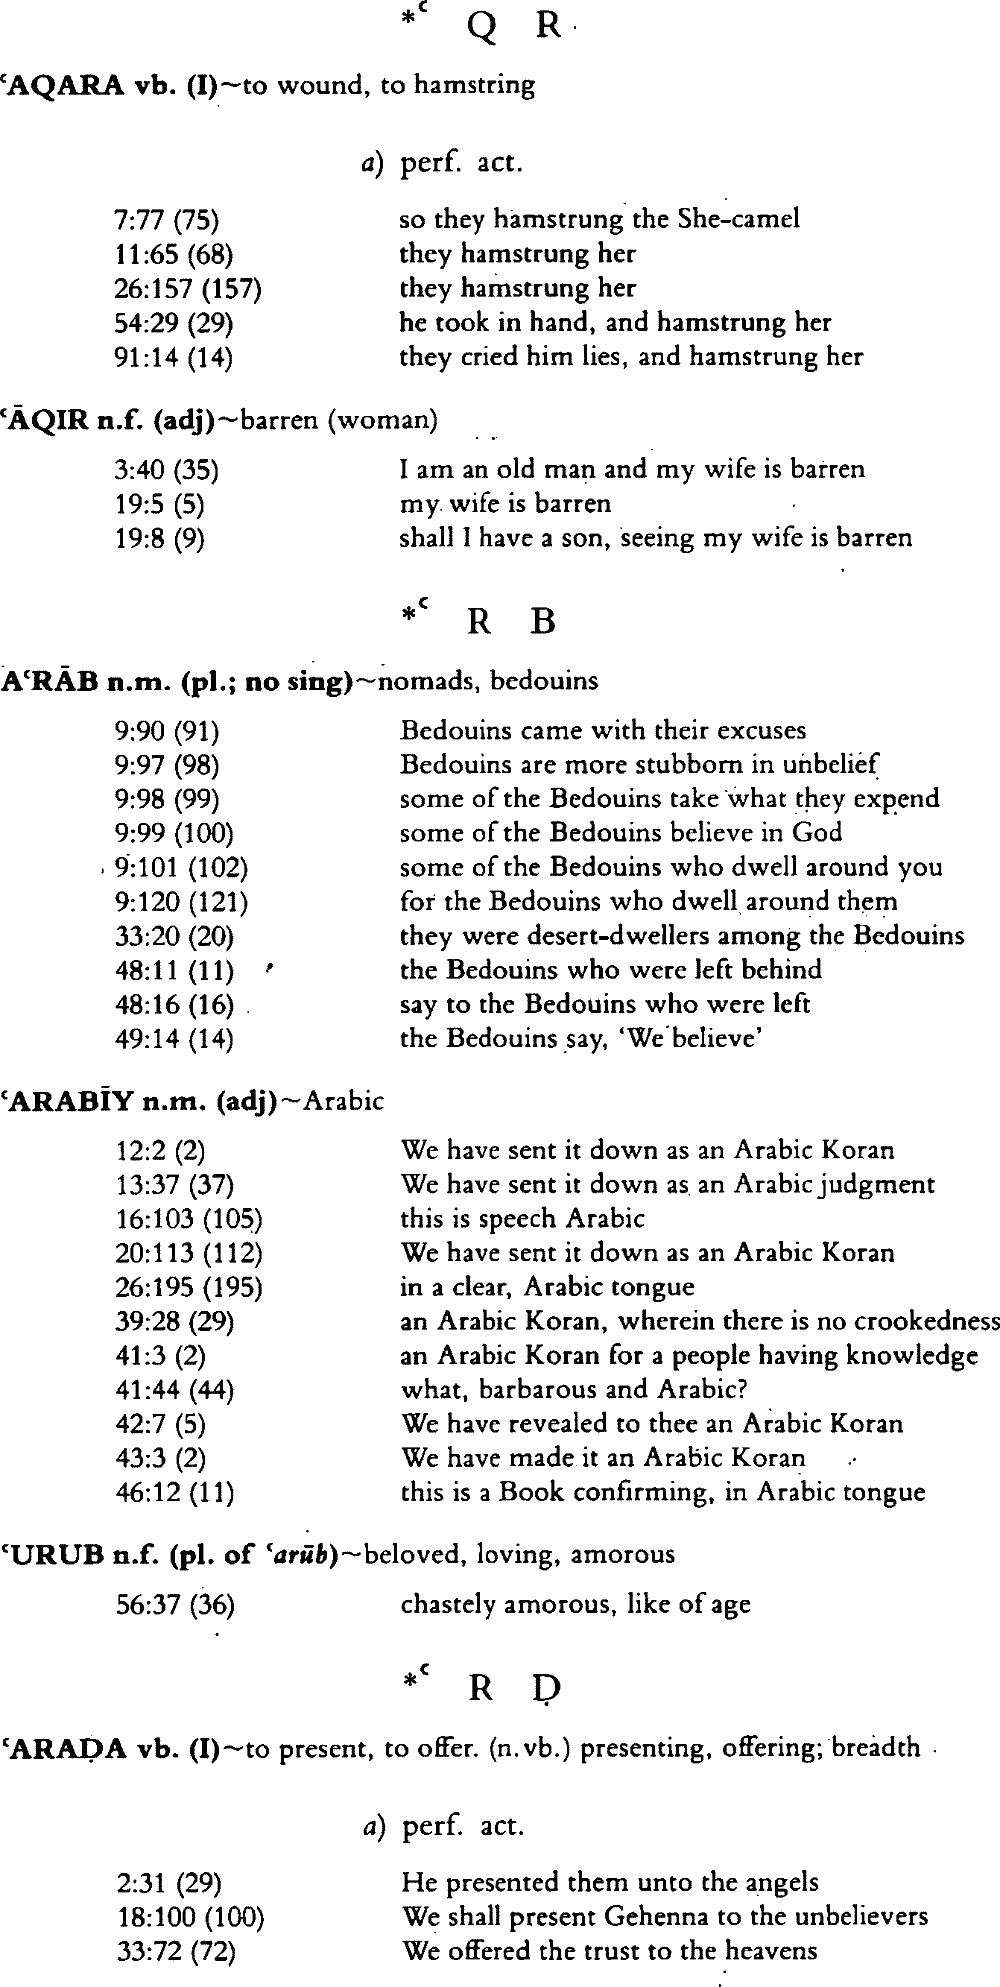 *ʿ Q R
ʿAQARA vb. (I)~to wound, to hamstring
a) perf. act.
7:77 (75) so they hamstrung the She-camel
11:65 (68) they hamstrung her
26:157 (157) they hamstrung her
54:29 (29) he took in hand, and hamstrung her
91:14 (14) they cried him lies, and hamstrung her
ʿĀQIR n.f. (adj)~barren (woman)
3:40 (35) I am an old man and my wife is barren
19:5 (5) my wife is barren
19:8 (9) shall I have a son, seeing my wife is barren
*ʿ R B
AʿRĀB n.m. (pl.; no sing)~nomads, bedouins
9:90 (91) Bedouins came with their excuses
9:97 (98) Bedouins are more stubborn in unbelief
9:98 (99) some of the Bedouins take what they expend
9:99 (100) some of the Bedouins believe in God
9:101 (102) some of the Bedouins who dwell around you
9:120 (121) for the Bedouins who dwell around them
33:20 (20) they were desert-dwellers among the Bedouins
48:11 (11) the Bedouins who were left behind
48:16 (16) say to the Bedouins who were left
49:14 (14) the Bedouins say, ‘We believe’
ʿARABĪY n.m. (adj)~Arabic
12:2 (2) We have sent it down as an Arabic Koran
13:37 (37) We have sent it down as an Arabic judgment
16:103 (105) this is speech Arabic
20:113 (112) We have sent it down as an Arabic Koran
26:195 (195) in a clear, Arabic tongue
39:28 (29) an Arabic Koran, wherein there is no crookedness
41:3 (2) an Arabic Koran for a people having knowledge
41:44 (44) what, barbarous and Arabic?
42:7 (5) We have revealed to thee an Arabic Koran
43:3 (2) We have made it an Arabic Koran
46:12 (11) this is a Book confirming, in Arabic tongue
ʿURUB n.f. (pl. of ʿarūb)~beloved, loving, amorous
56:37 (36) chastely amorous, like of age
*ʿ R Ḍ
ʿARAḌA vb. (I)~to present, to offer. (n.vb.) presenting, offering; breadth
a) perf. act.
2:31 (29) He presented them unto the angels
18:100 (100) We shall present Gehenna to the unbelievers
33:72 (72) We offered the trust to the heavens